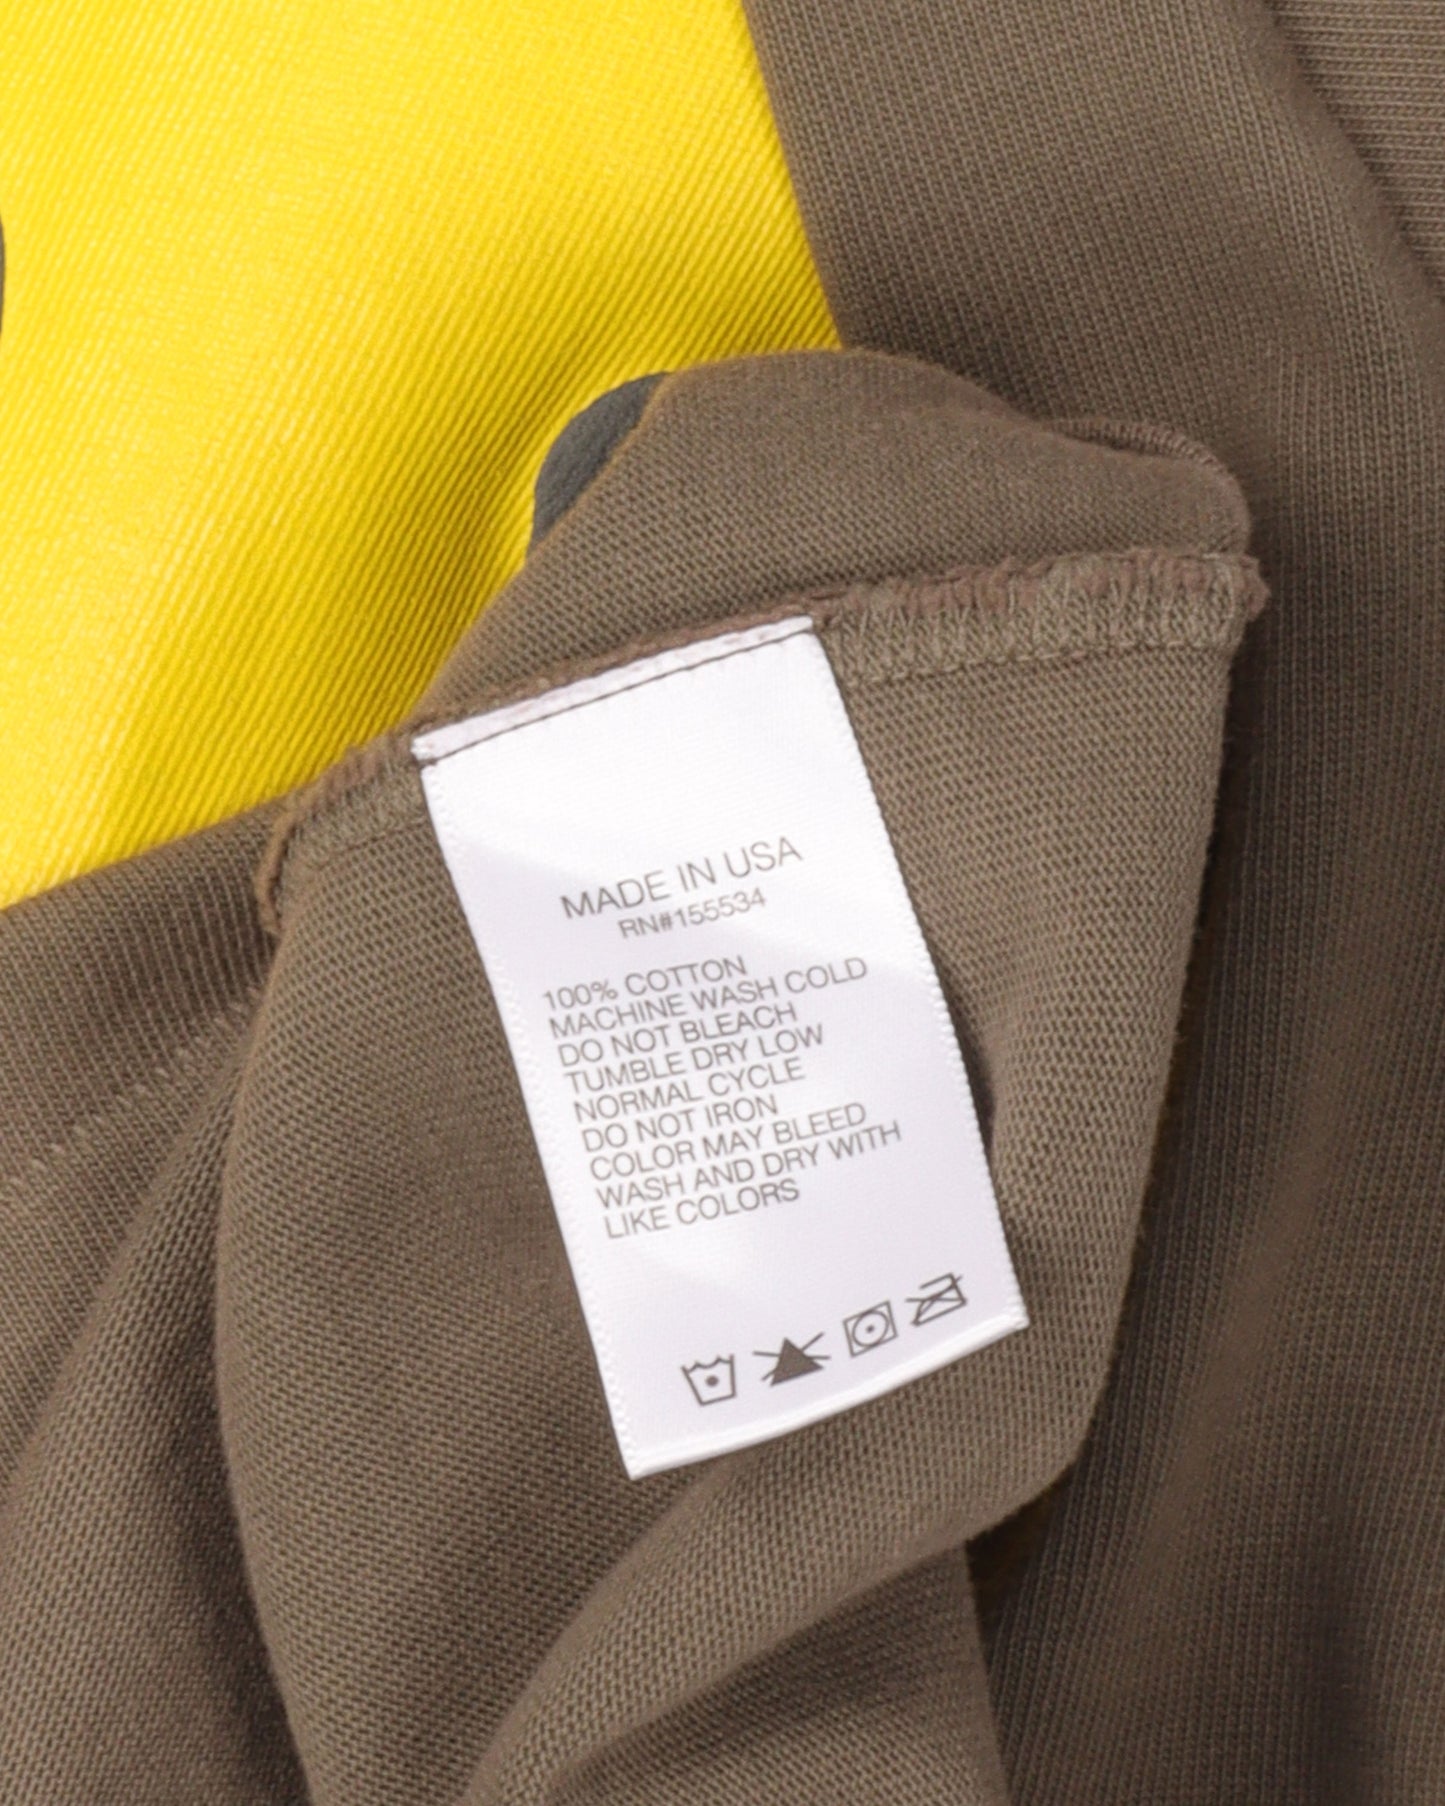 MADE IN USA
RN#155534
100% COTTON
MACHINE WASH COLD
DO NOT BLEACH
TUMBLE DRY LOW
NORMAL CYCLE
DO NOT IRON
COLOR MAY BLEED
WASH AND DRY WITH
LIKE COLORS